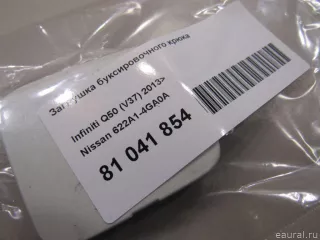 Заглушка буксировочного крюка
Infiniti Q50 (V37) 2013>
Nissan 622A1-4GA0A
81 041 854
eaural.ru